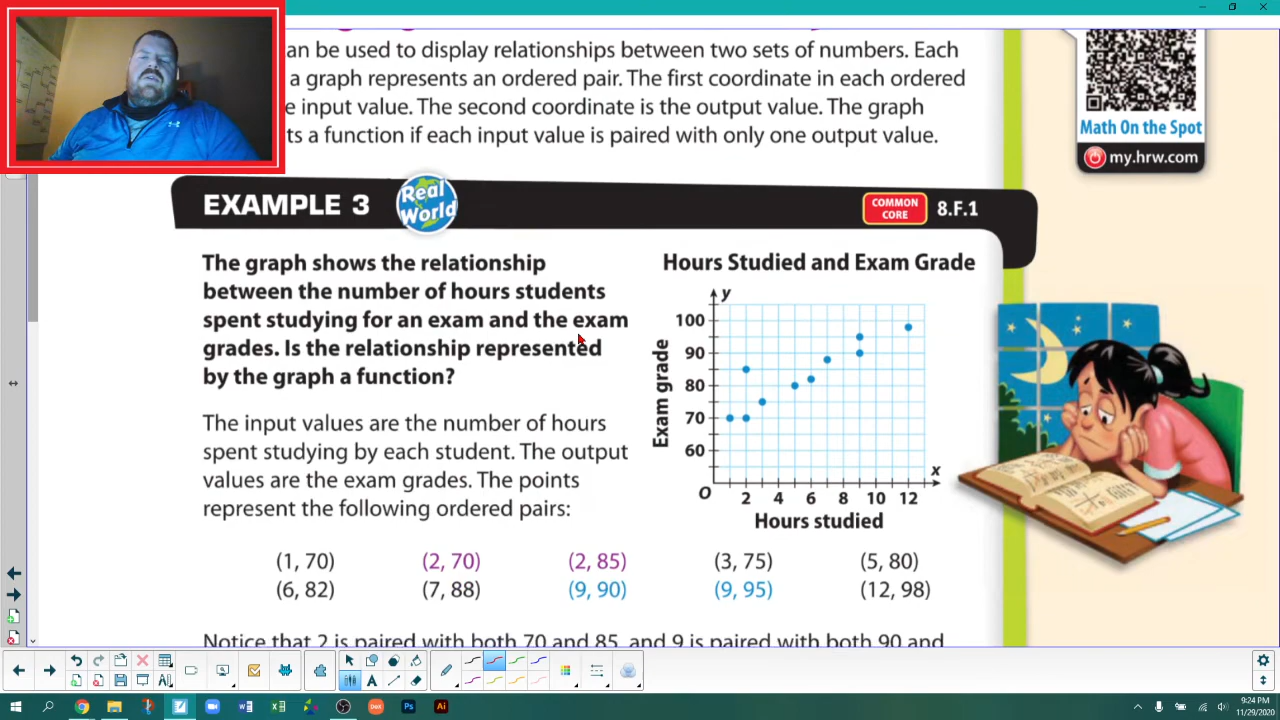 an be used to display relationships between two sets of numbers. Each
a graph represents an ordered pair. The first coordinate in each ordered
e input value. The second coordinate is the output value. The graph
ts a function if each input value is paired with only one output value.
Math On the Spot
my.hrw.com
EXAMPLE 3
Real World
COMMON CORE
8.F.1
The graph shows the relationship
between the number of hours students
spent studying for an exam and the exam
grades. Is the relationship represented
by the graph a function?
The input values are the number of hours
spent studying by each student. The output
values are the exam grades. The points
represent the following ordered pairs:
Hours Studied and Exam Grade
y
100
90
80
70
60
Exam grade
O
2 4 6 8 10 12
x
Hours studied
(1, 70) (2, 70) (2, 85) (3, 75) (5, 80)
(6, 82) (7, 88) (9, 90) (9, 95) (12, 98)
Notice that 2 is paired with both 70 and 85, and 9 is paired with both 90 and
9:24 PM
11/29/2020